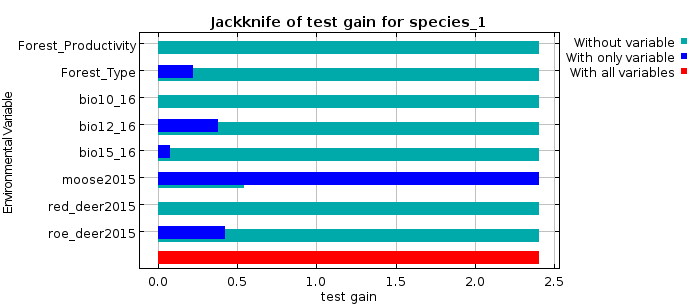 Jackknife of test gain for species_1
Environmental Variable
Forest_Productivity
Forest_Type
bio10_16
bio12_16
bio15_16
moose2015
red_deer2015
roe_deer2015
0.0 0.5 1.0 1.5 2.0 2.5
test gain
Without variable
With only variable
With all variables